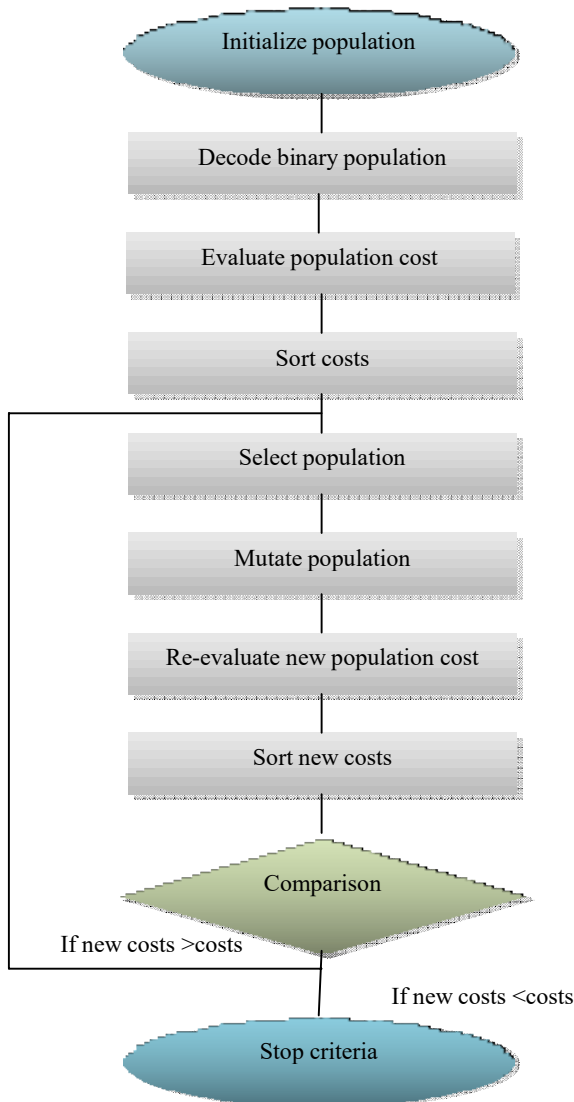 Initialize population
Decode binary population
Evaluate population cost
Sort costs
Select population
Mutate population
Re-evaluate new population cost
Sort new costs
Comparison
If new costs >costs
If new costs <costs
Stop criteria